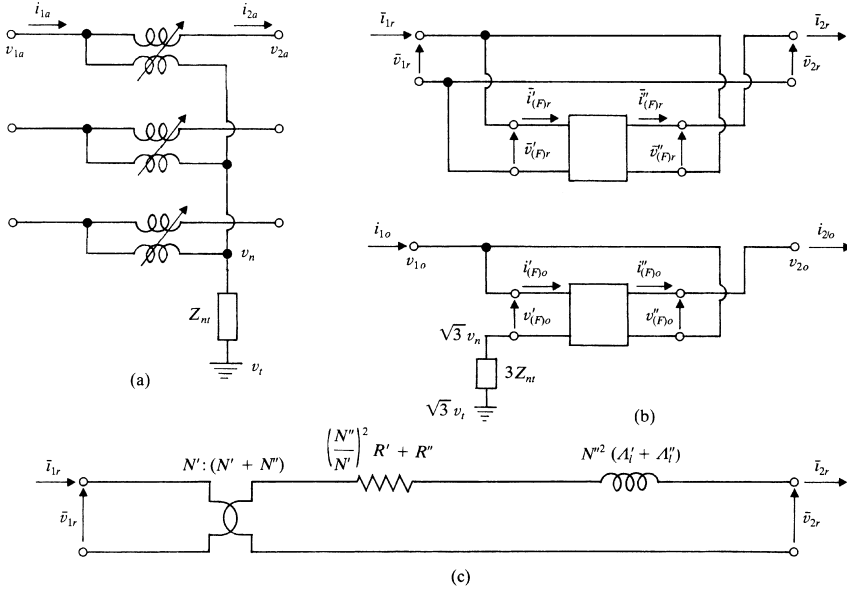 i₁ₐ
i₂ₐ
v₁ₐ
v₂ₐ
vₙ
Zₙₜ
vₜ
(a)
ī₁ᵣ
ī₂ᵣ
v̄₁ᵣ
v̄₂ᵣ
ī′₍F₎ᵣ
ī″₍F₎ᵣ
v̄′₍F₎ᵣ
v̄″₍F₎ᵣ
i₁ₒ
i₂ₒ
v₁ₒ
v₂ₒ
i′₍F₎ₒ
i″₍F₎ₒ
v′₍F₎ₒ
v″₍F₎ₒ
√3 vₙ
3Zₙₜ
√3 vₜ
(b)
ī₁ᵣ
N′:(N′ + N″)
(N″/N′)² R′ + R″
N″² (Λ′ₗ + Λ″ₗ)
ī₂ᵣ
v̄₁ᵣ
v̄₂ᵣ
(c)